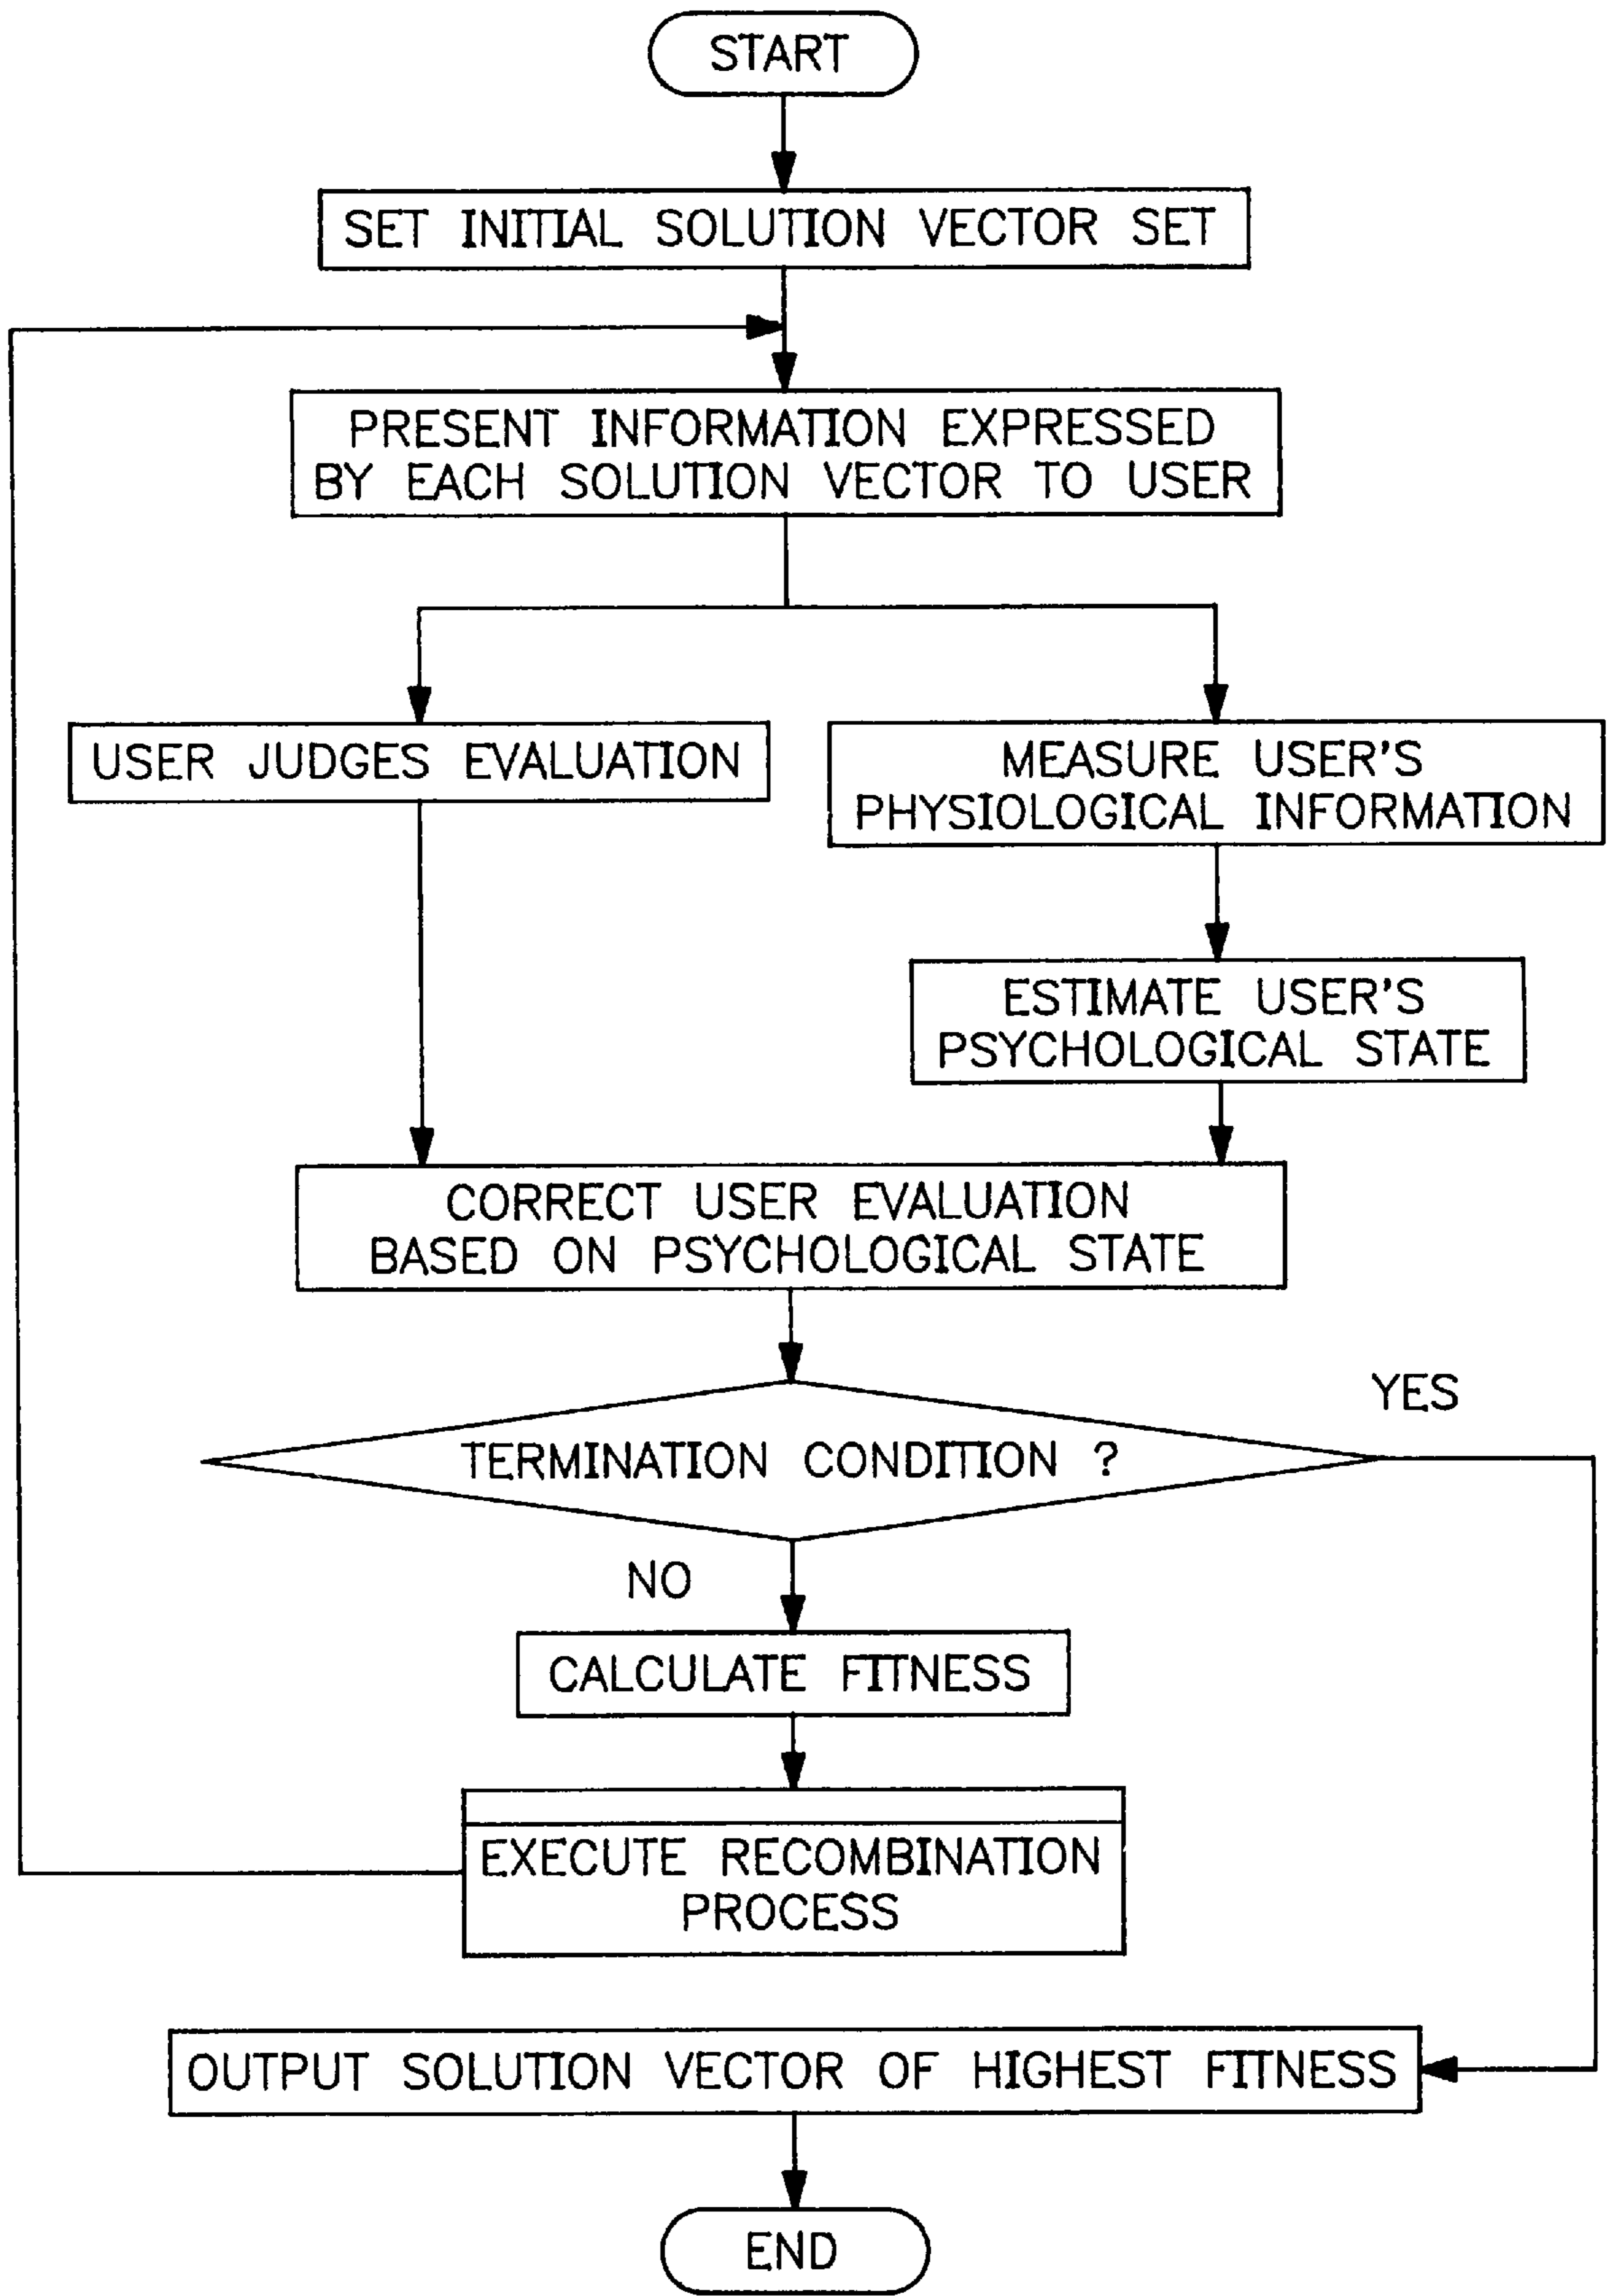 START
SET INITIAL SOLUTION VECTOR SET
PRESENT INFORMATION EXPRESSED
BY EACH SOLUTION VECTOR TO USER
USER JUDGES EVALUATION
MEASURE USER'S
PHYSIOLOGICAL INFORMATION
ESTIMATE USER'S
PSYCHOLOGICAL STATE
CORRECT USER EVALUATION
BASED ON PSYCHOLOGICAL STATE
YES
TERMINATION CONDITION ?
NO
CALCULATE FITNESS
EXECUTE RECOMBINATION
PROCESS
OUTPUT SOLUTION VECTOR OF HIGHEST FITNESS
END